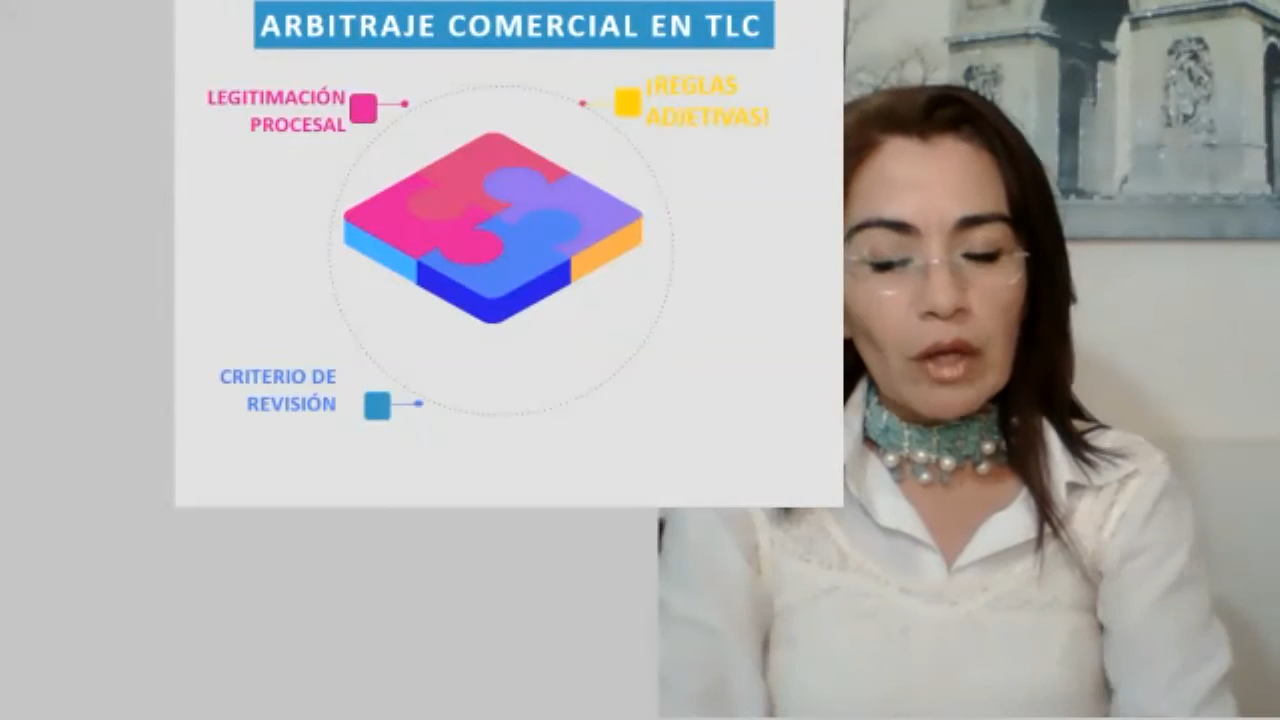 ARBITRAJE COMERCIAL EN TLC
LEGITIMACIÓN
PROCESAL
¡REGLAS
ADJETIVAS!
CRITERIO DE
REVISIÓN